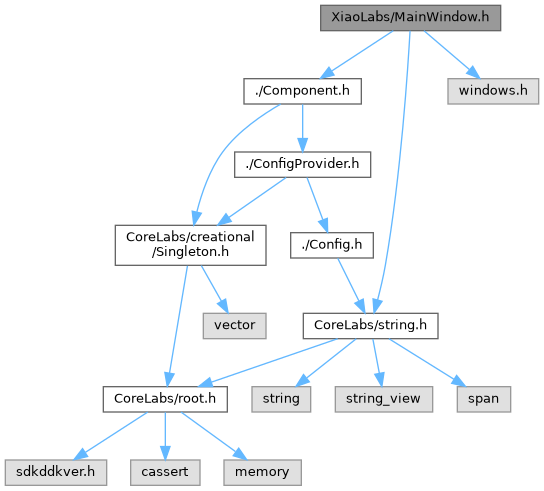 XiaoLabs/MainWindow.h
./Component.h
windows.h
./ConfigProvider.h
CoreLabs/creational
/Singleton.h
./Config.h
vector
CoreLabs/string.h
CoreLabs/root.h
string
string_view
span
sdkddkver.h
cassert
memory